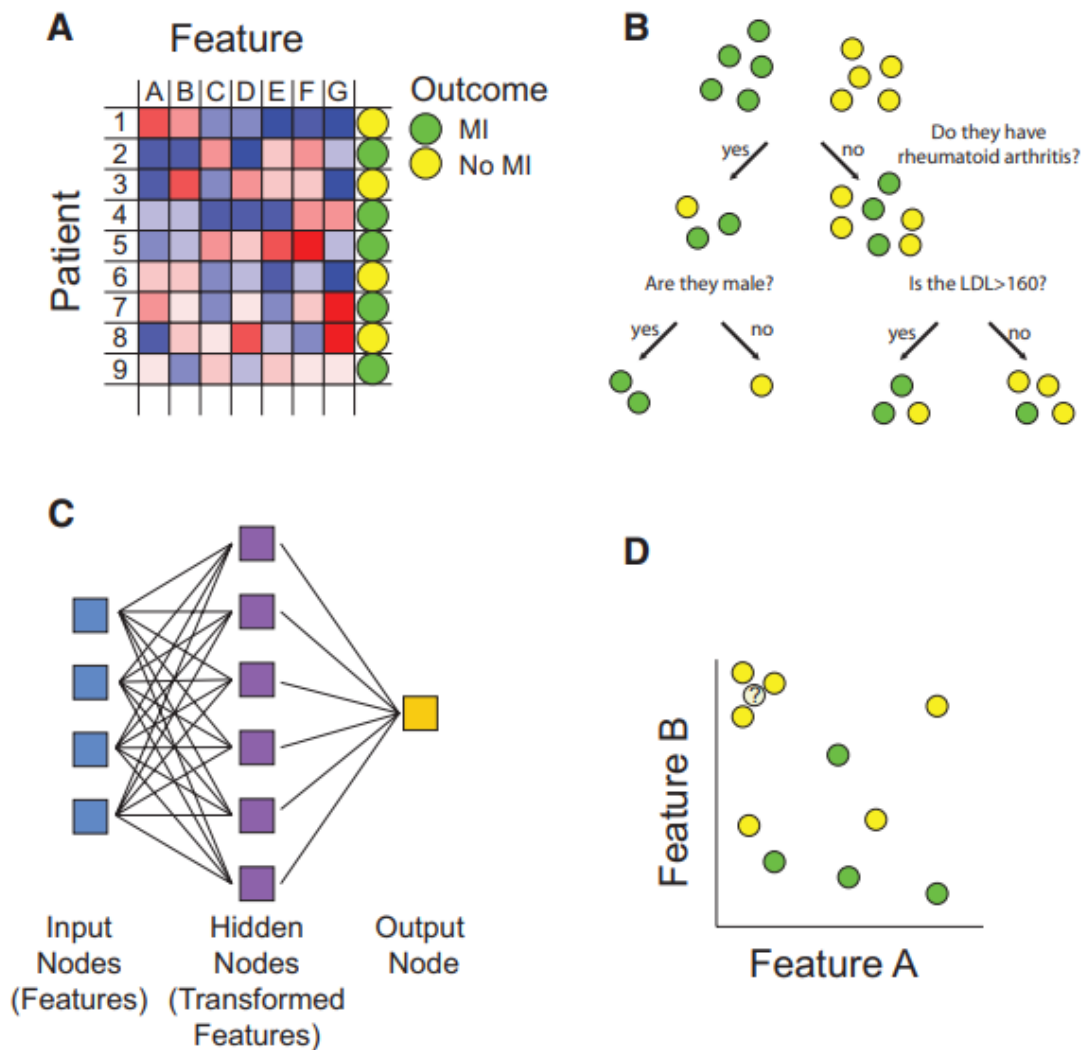 A
Feature
A B C D E F G
Outcome
MI
No MI
Patient
1
2
3
4
5
6
7
8
9
B
Do they have
rheumatoid arthritis?
yes
no
Are they male?
Is the LDL>160?
yes
no
yes
no
C
Input
Nodes
(Features)
Hidden
Nodes
(Transformed
Features)
Output
Node
D
?
Feature B
Feature A